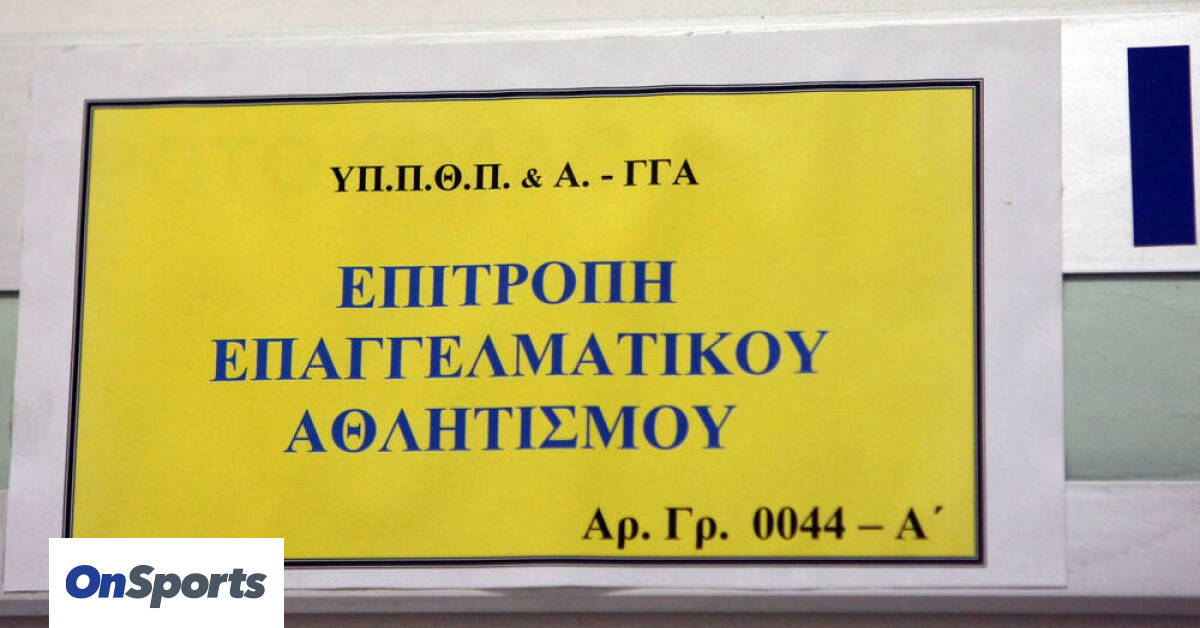 ΥΠ.Π.Θ.Π. & Α. - ΓΓΑ
ΕΠΙΤΡΟΠΗ
ΕΠΑΓΓΕΛΜΑΤΙΚΟΥ
ΑΘΛΗΤΙΣΜΟΥ
Αρ. Γρ. 0044 – Α΄
OnSports